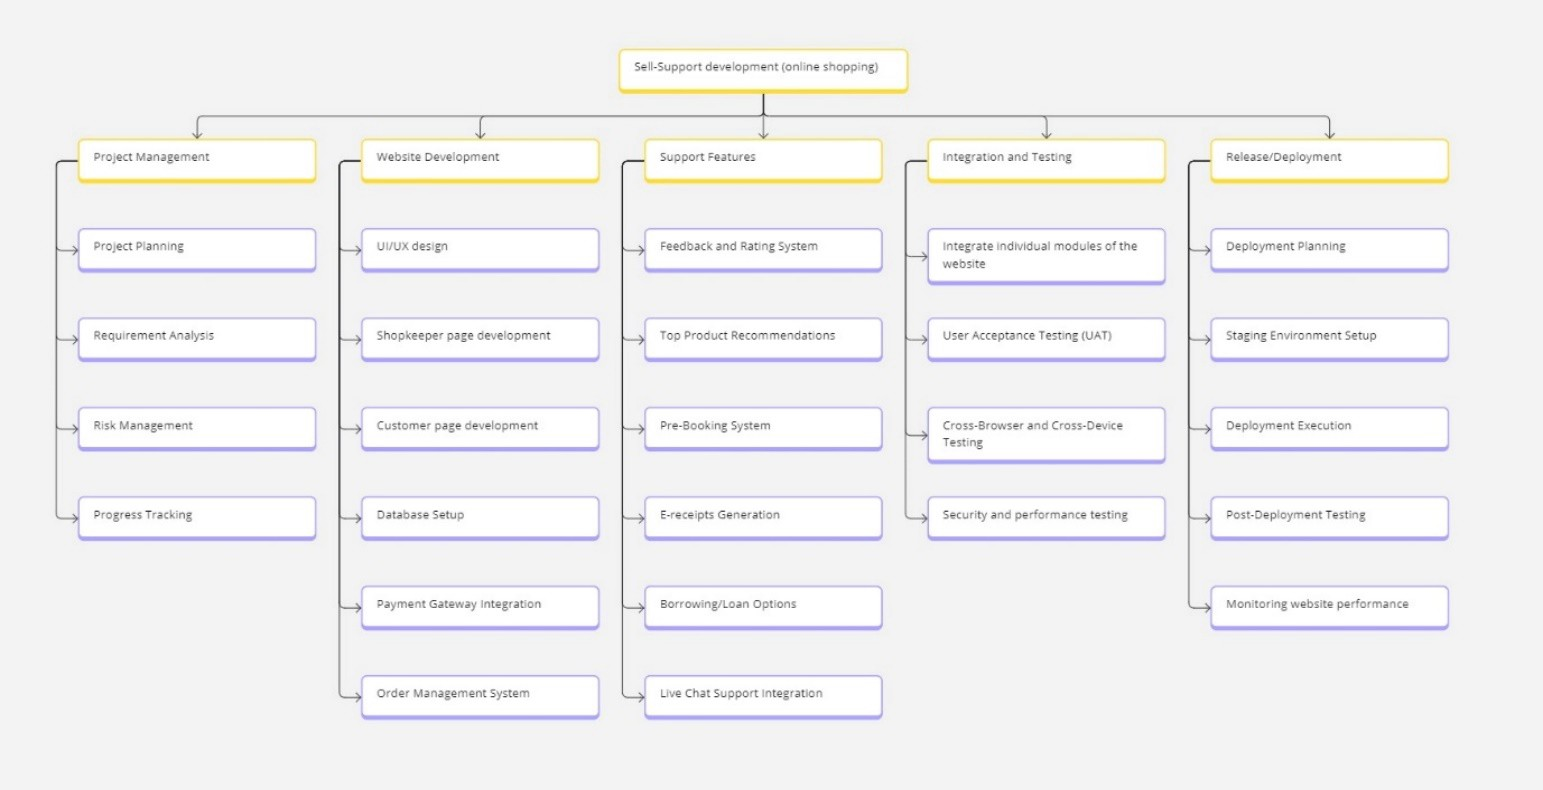 Sell-Support development (online shopping)
Project Management
Project Planning
Requirement Analysis
Risk Management
Progress Tracking
Website Development
UI/UX design
Shopkeeper page development
Customer page development
Database Setup
Payment Gateway Integration
Order Management System
Support Features
Feedback and Rating System
Top Product Recommendations
Pre-Booking System
E-receipts Generation
Borrowing/Loan Options
Live Chat Support Integration
Integration and Testing
Integrate individual modules of the
website
User Acceptance Testing (UAT)
Cross-Browser and Cross-Device
Testing
Security and performance testing
Release/Deployment
Deployment Planning
Staging Environment Setup
Deployment Execution
Post-Deployment Testing
Monitoring website performance